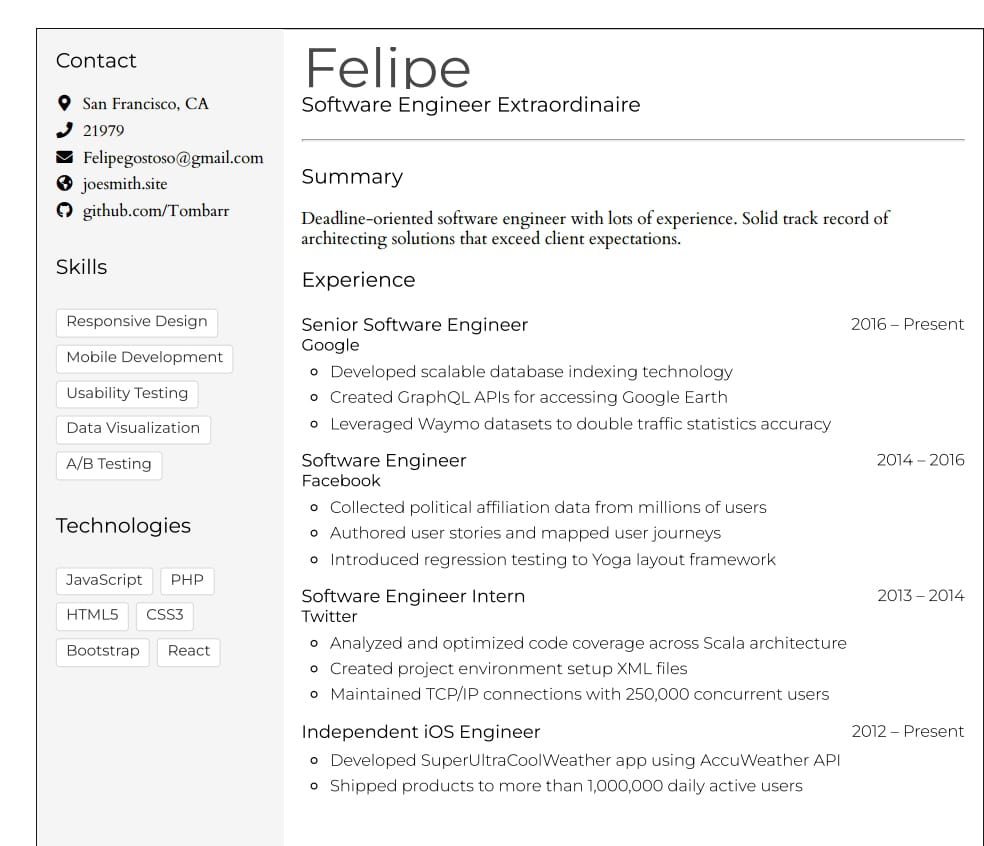 Contact
San Francisco, CA
21979
Felipegostoso@gmail.com
joesmith.site
github.com/Tombarr
Skills
Responsive Design
Mobile Development
Usability Testing
Data Visualization
A/B Testing
Technologies
JavaScript PHP
HTML5 CSS3
Bootstrap React
Felipe
Software Engineer Extraordinaire
Summary
Deadline-oriented software engineer with lots of experience. Solid track record of
architecting solutions that exceed client expectations.
Experience
Senior Software Engineer 2016 – Present
Google
Developed scalable database indexing technology
Created GraphQL APIs for accessing Google Earth
Leveraged Waymo datasets to double traffic statistics accuracy
Software Engineer 2014 – 2016
Facebook
Collected political affiliation data from millions of users
Authored user stories and mapped user journeys
Introduced regression testing to Yoga layout framework
Software Engineer Intern 2013 – 2014
Twitter
Analyzed and optimized code coverage across Scala architecture
Created project environment setup XML files
Maintained TCP/IP connections with 250,000 concurrent users
Independent iOS Engineer 2012 – Present
Developed SuperUltraCoolWeather app using AccuWeather API
Shipped products to more than 1,000,000 daily active users